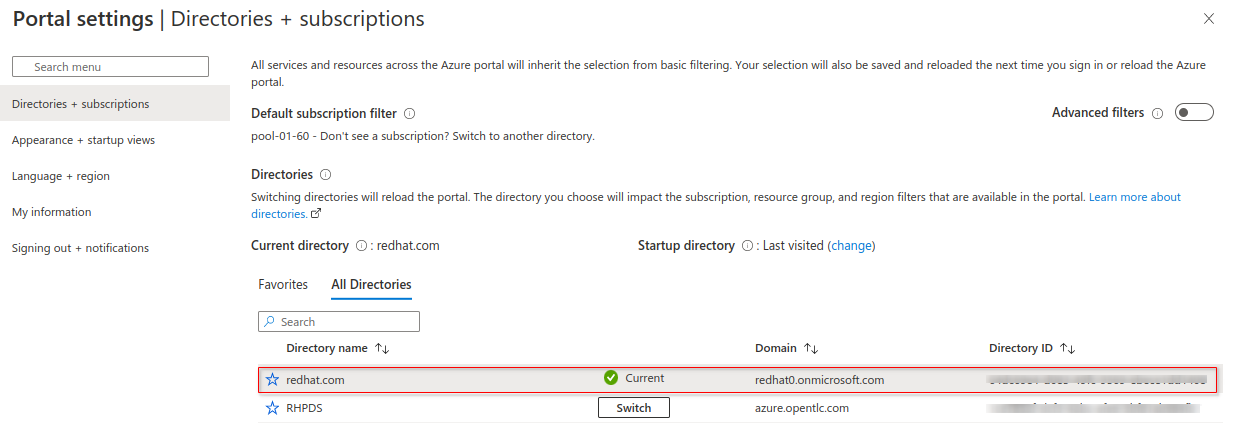 Portal settings | Directories + subscriptions
Search menu
Directories + subscriptions
Appearance + startup views
Language + region
My information
Signing out + notifications
All services and resources across the Azure portal will inherit the selection from basic filtering. Your selection will also be saved and reloaded the next time you sign in or reload the Azure
portal.
Default subscription filter
Advanced filters
pool-01-60 - Don't see a subscription? Switch to another directory.
Directories
Switching directories will reload the portal. The directory you choose will impact the subscription, resource group, and region filters that are available in the portal. Learn more about
directories.
Current directory : redhat.com
Startup directory : Last visited (change)
Favorites All Directories
Search
Directory name Domain Directory ID
redhat.com Current redhat0.onmicrosoft.com
RHPDS Switch azure.opentlc.com